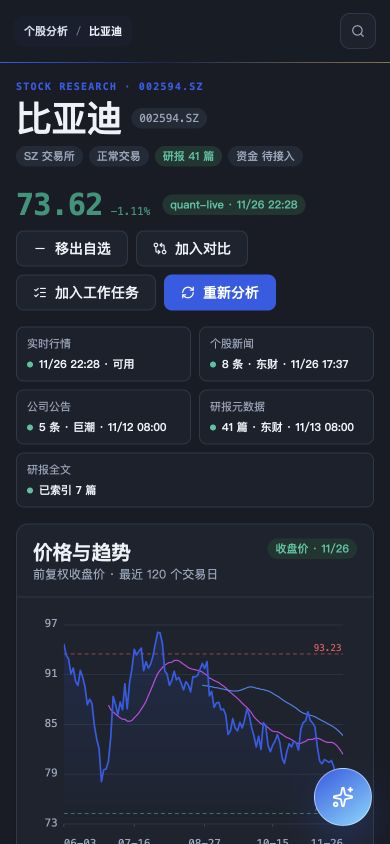 个股分析 / 比亚迪
STOCK RESEARCH · 002594.SZ
比亚迪 002594.SZ
SZ 交易所 正常交易 研报 41 篇 资金 待接入
73.62 −1.11% quant-live · 11/26 22:28
移出自选 加入对比
加入工作任务 重新分析
实时行情
11/26 22:28 · 可用
个股新闻
8 条 · 东财 · 11/26 17:37
公司公告
5 条 · 巨潮 · 11/12 08:00
研报元数据
41 篇 · 东财 · 11/13 08:00
研报全文
已索引 7 篇
价格与趋势 收盘价 · 11/26
前复权收盘价 · 最近 120 个交易日
97
93.23
91
85
79
73
06-03 07-16 08-27 10-15 11-26